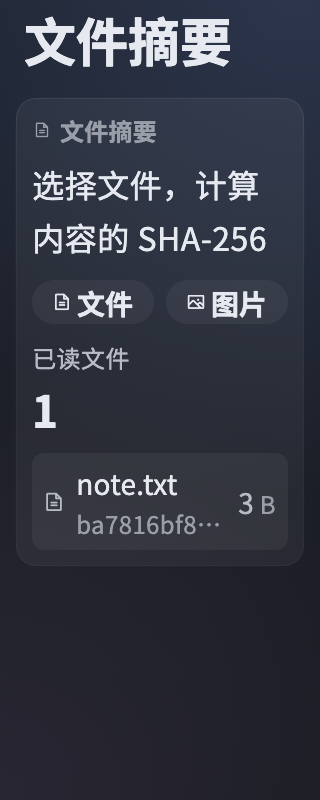 文件摘要
文件摘要
选择文件，计算
内容的 SHA-256
文件
图片
已读文件
1
note.txt
3 B
ba7816bf8…